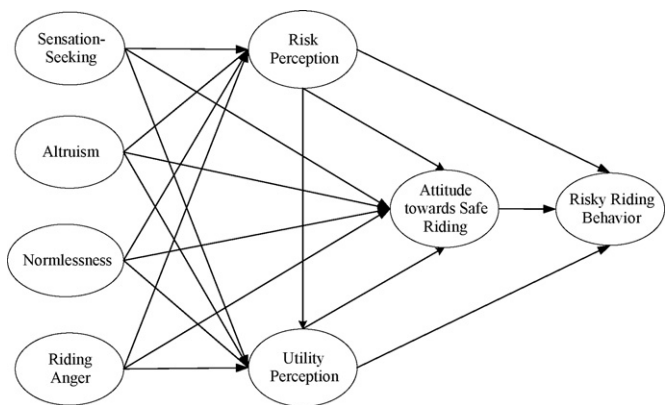 Sensation-
Seeking
Risk
Perception
Altruism
Attitude
towards Safe
Riding
Risky Riding
Behavior
Normlessness
Riding
Anger
Utility
Perception